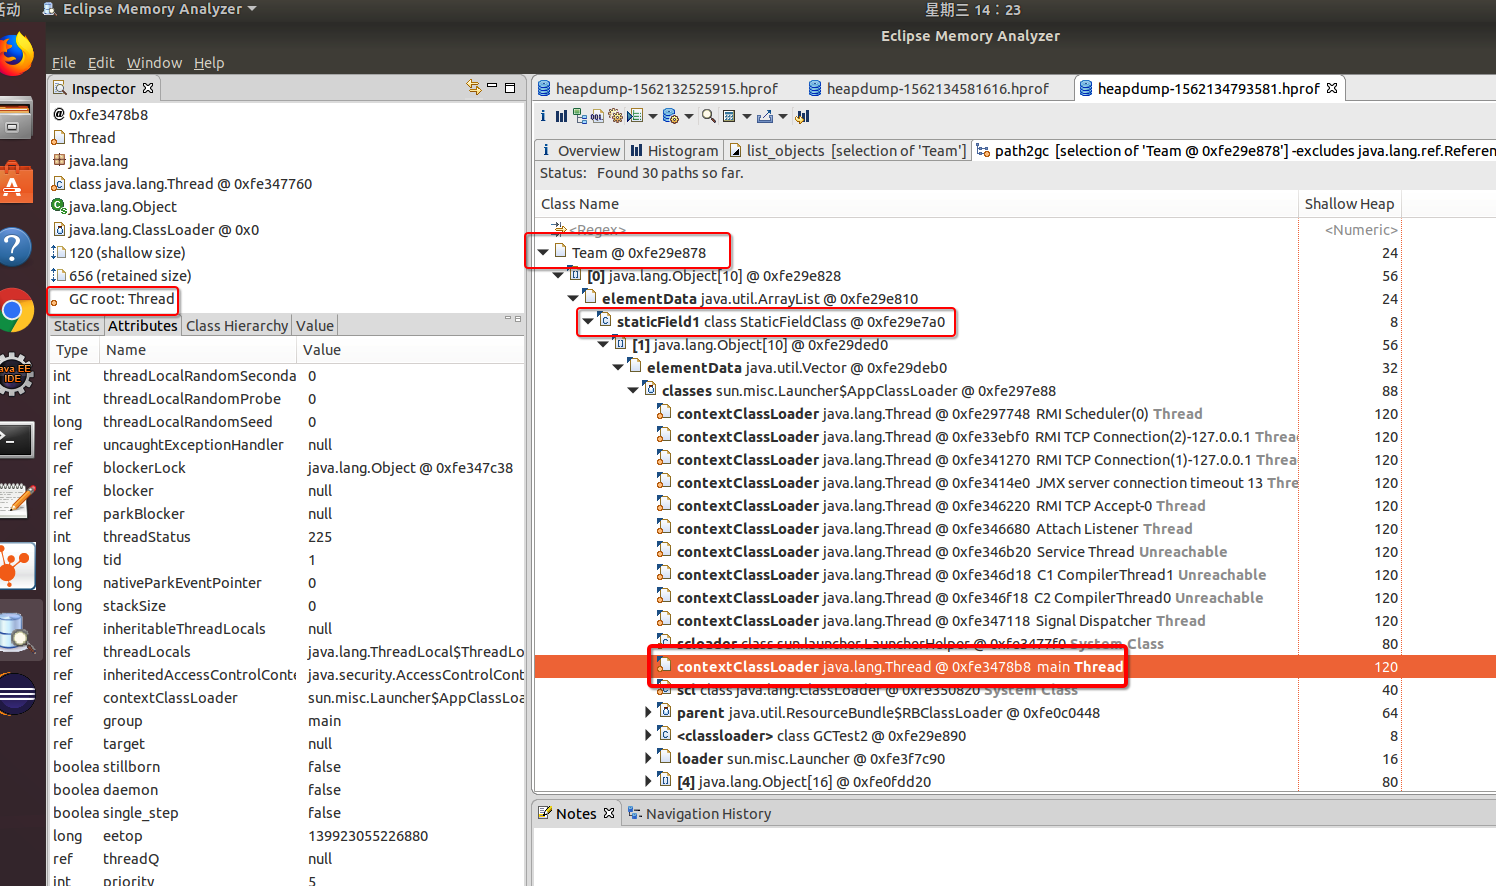 活动 Eclipse Memory Analyzer 星期三 14：23
Eclipse Memory Analyzer
File Edit Window Help
Inspector
@ 0xfe3478b8
Thread
java.lang
class java.lang.Thread @ 0xfe347760
java.lang.Object
java.lang.ClassLoader @ 0x0
120 (shallow size)
656 (retained size)
GC root: Thread
Statics Attributes Class Hierarchy Value
Type Name Value
int threadLocalRandomSeconda 0
int threadLocalRandomProbe 0
long threadLocalRandomSeed 0
ref uncaughtExceptionHandler null
ref blockerLock java.lang.Object @ 0xfe347c38
ref blocker null
ref parkBlocker null
int threadStatus 225
long tid 1
long nativeParkEventPointer 0
long stackSize 0
ref inheritableThreadLocals null
ref threadLocals java.lang.ThreadLocal$ThreadLo
ref inheritedAccessControlConte java.security.AccessControlCont
ref contextClassLoader sun.misc.Launcher$AppClassLoa
ref group main
ref target null
boolea stillborn false
boolea daemon false
boolea single_step false
long eetop 139923055226880
ref threadQ null
int priority 5
heapdump-1562132525915.hprof heapdump-1562134581616.hprof heapdump-1562134793581.hprof
i OQL
i Overview Histogram list_objects [selection of 'Team'] path2gc [selection of 'Team @ 0xfe29e878'] -excludes java.lang.ref.Referen
Status: Found 30 paths so far.
Class Name Shallow Heap
<Regex> <Numeric>
Team @ 0xfe29e878 24
[0] java.lang.Object[10] @ 0xfe29e828 56
elementData java.util.ArrayList @ 0xfe29e810 24
staticField1 class StaticFieldClass @ 0xfe29e7a0 8
[1] java.lang.Object[10] @ 0xfe29ded0 56
elementData java.util.Vector @ 0xfe29deb0 32
classes sun.misc.Launcher$AppClassLoader @ 0xfe297e88 88
contextClassLoader java.lang.Thread @ 0xfe297748 RMI Scheduler(0) Thread 120
contextClassLoader java.lang.Thread @ 0xfe33ebf0 RMI TCP Connection(2)-127.0.0.1 Threa 120
contextClassLoader java.lang.Thread @ 0xfe341270 RMI TCP Connection(1)-127.0.0.1 Threa 120
contextClassLoader java.lang.Thread @ 0xfe3414e0 JMX server connection timeout 13 Thre 120
contextClassLoader java.lang.Thread @ 0xfe346220 RMI TCP Accept-0 Thread 120
contextClassLoader java.lang.Thread @ 0xfe346680 Attach Listener Thread 120
contextClassLoader java.lang.Thread @ 0xfe346b20 Service Thread Unreachable 120
contextClassLoader java.lang.Thread @ 0xfe346d18 C1 CompilerThread1 Unreachable 120
contextClassLoader java.lang.Thread @ 0xfe346f18 C2 CompilerThread0 Unreachable 120
contextClassLoader java.lang.Thread @ 0xfe347118 Signal Dispatcher Thread 120
scloader class sun.launcher.LauncherHelper @ 0xfe3477f0 System Class 80
contextClassLoader java.lang.Thread @ 0xfe3478b8 main Thread 120
scl class java.lang.ClassLoader @ 0xfe350820 System Class 40
parent java.util.ResourceBundle$RBClassLoader @ 0xfe0c0448 64
<classloader> class GCTest2 @ 0xfe29e890 8
loader sun.misc.Launcher @ 0xfe3f7c90 16
[4] java.lang.Object[16] @ 0xfe0fdd20 80
Notes Navigation History
Java EE
IDE